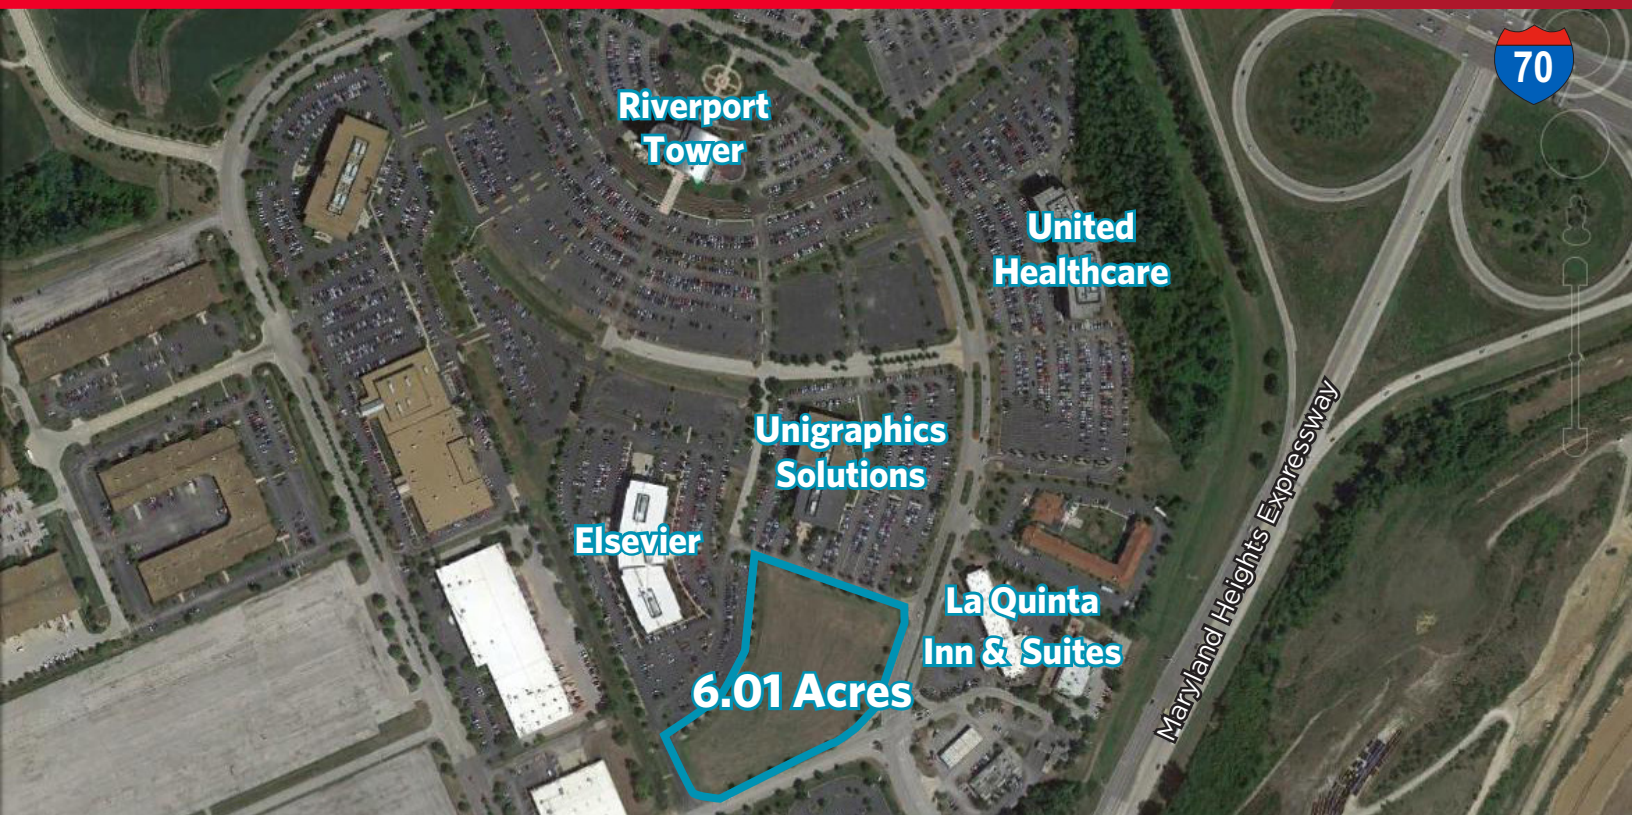 70
Riverport
Tower
United
Healthcare
Unigraphics
Solutions
Elsevier
La Quinta
Inn & Suites
6.01 Acres
Maryland Heights Expressway